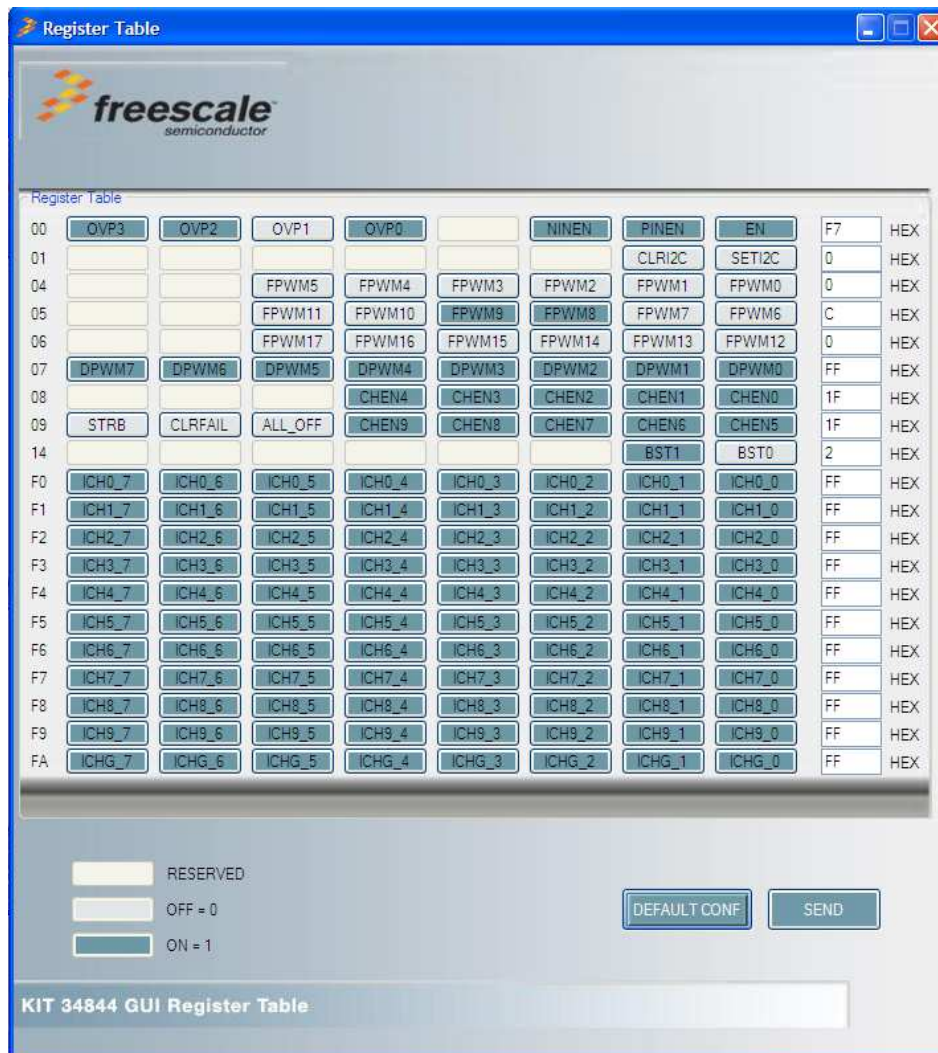 Register Table
freescale™
semiconductor
Register Table
00 OVP3 OVP2 OVP1 OVP0 NINEN PINEN EN F7 HEX
01 CLRI2C SETI2C 0 HEX
04 FPWM5 FPWM4 FPWM3 FPWM2 FPWM1 FPWM0 0 HEX
05 FPWM11 FPWM10 FPWM9 FPWM8 FPWM7 FPWM6 C HEX
06 FPWM17 FPWM16 FPWM15 FPWM14 FPWM13 FPWM12 0 HEX
07 DPWM7 DPWM6 DPWM5 DPWM4 DPWM3 DPWM2 DPWM1 DPWM0 FF HEX
08 CHEN4 CHEN3 CHEN2 CHEN1 CHEN0 1F HEX
09 STRB CLRFAIL ALL_OFF CHEN9 CHEN8 CHEN7 CHEN6 CHEN5 1F HEX
14 BST1 BST0 2 HEX
F0 ICH0_7 ICH0_6 ICH0_5 ICH0_4 ICH0_3 ICH0_2 ICH0_1 ICH0_0 FF HEX
F1 ICH1_7 ICH1_6 ICH1_5 ICH1_4 ICH1_3 ICH1_2 ICH1_1 ICH1_0 FF HEX
F2 ICH2_7 ICH2_6 ICH2_5 ICH2_4 ICH2_3 ICH2_2 ICH2_1 ICH2_0 FF HEX
F3 ICH3_7 ICH3_6 ICH3_5 ICH3_4 ICH3_3 ICH3_2 ICH3_1 ICH3_0 FF HEX
F4 ICH4_7 ICH4_6 ICH4_5 ICH4_4 ICH4_3 ICH4_2 ICH4_1 ICH4_0 FF HEX
F5 ICH5_7 ICH5_6 ICH5_5 ICH5_4 ICH5_3 ICH5_2 ICH5_1 ICH5_0 FF HEX
F6 ICH6_7 ICH6_6 ICH6_5 ICH6_4 ICH6_3 ICH6_2 ICH6_1 ICH6_0 FF HEX
F7 ICH7_7 ICH7_6 ICH7_5 ICH7_4 ICH7_3 ICH7_2 ICH7_1 ICH7_0 FF HEX
F8 ICH8_7 ICH8_6 ICH8_5 ICH8_4 ICH8_3 ICH8_2 ICH8_1 ICH8_0 FF HEX
F9 ICH9_7 ICH9_6 ICH9_5 ICH9_4 ICH9_3 ICH9_2 ICH9_1 ICH9_0 FF HEX
FA ICHG_7 ICHG_6 ICHG_5 ICHG_4 ICHG_3 ICHG_2 ICHG_1 ICHG_0 FF HEX
RESERVED
OFF = 0 DEFAULT CONF SEND
ON = 1
KIT 34844 GUI Register Table